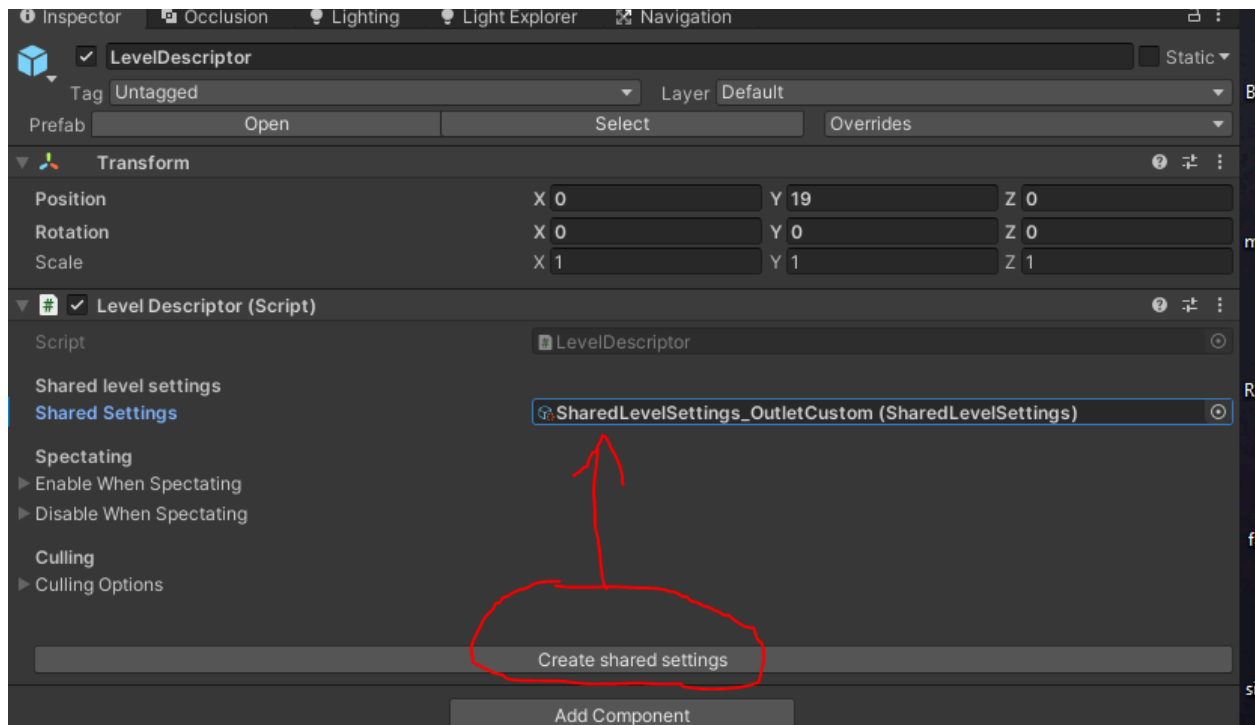 Inspector Occlusion Lighting Light Explorer Navigation
LevelDescriptor Static
Tag Untagged Layer Default
Prefab Open Select Overrides
Transform
Position X 0 Y 19 Z 0
Rotation X 0 Y 0 Z 0
Scale X 1 Y 1 Z 1
# Level Descriptor (Script)
Script # LevelDescriptor
Shared level settings
Shared Settings SharedLevelSettings_OutletCustom (SharedLevelSettings)
Spectating
Enable When Spectating
Disable When Spectating
Culling
Culling Options
Create shared settings
Add Component